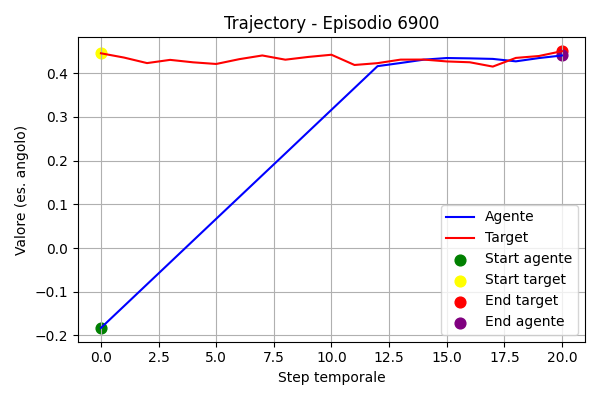 Trajectory - Episodio 6900
Valore (es. angolo)
0.4
0.3
0.2
0.1
0.0
−0.1
−0.2
Agente
Target
Start agente
Start target
End target
End agente
0.0 2.5 5.0 7.5 10.0 12.5 15.0 17.5 20.0
Step temporale